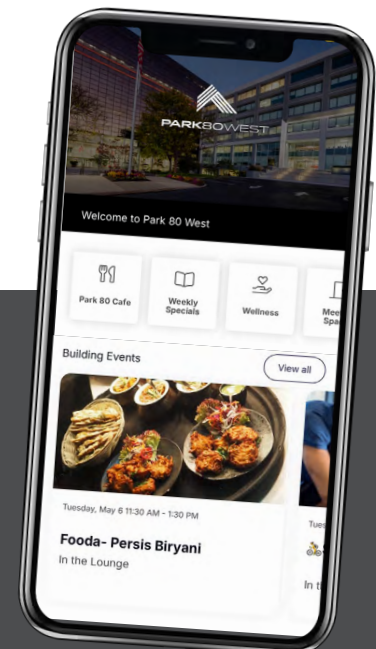 PARK80WEST
Welcome to Park 80 West
Park 80 Cafe
Weekly
Specials
Wellness
Building Events
View all
Tuesday, May 6 11:30 AM - 1:30 PM
Fooda- Persis Biryani
In the Lounge